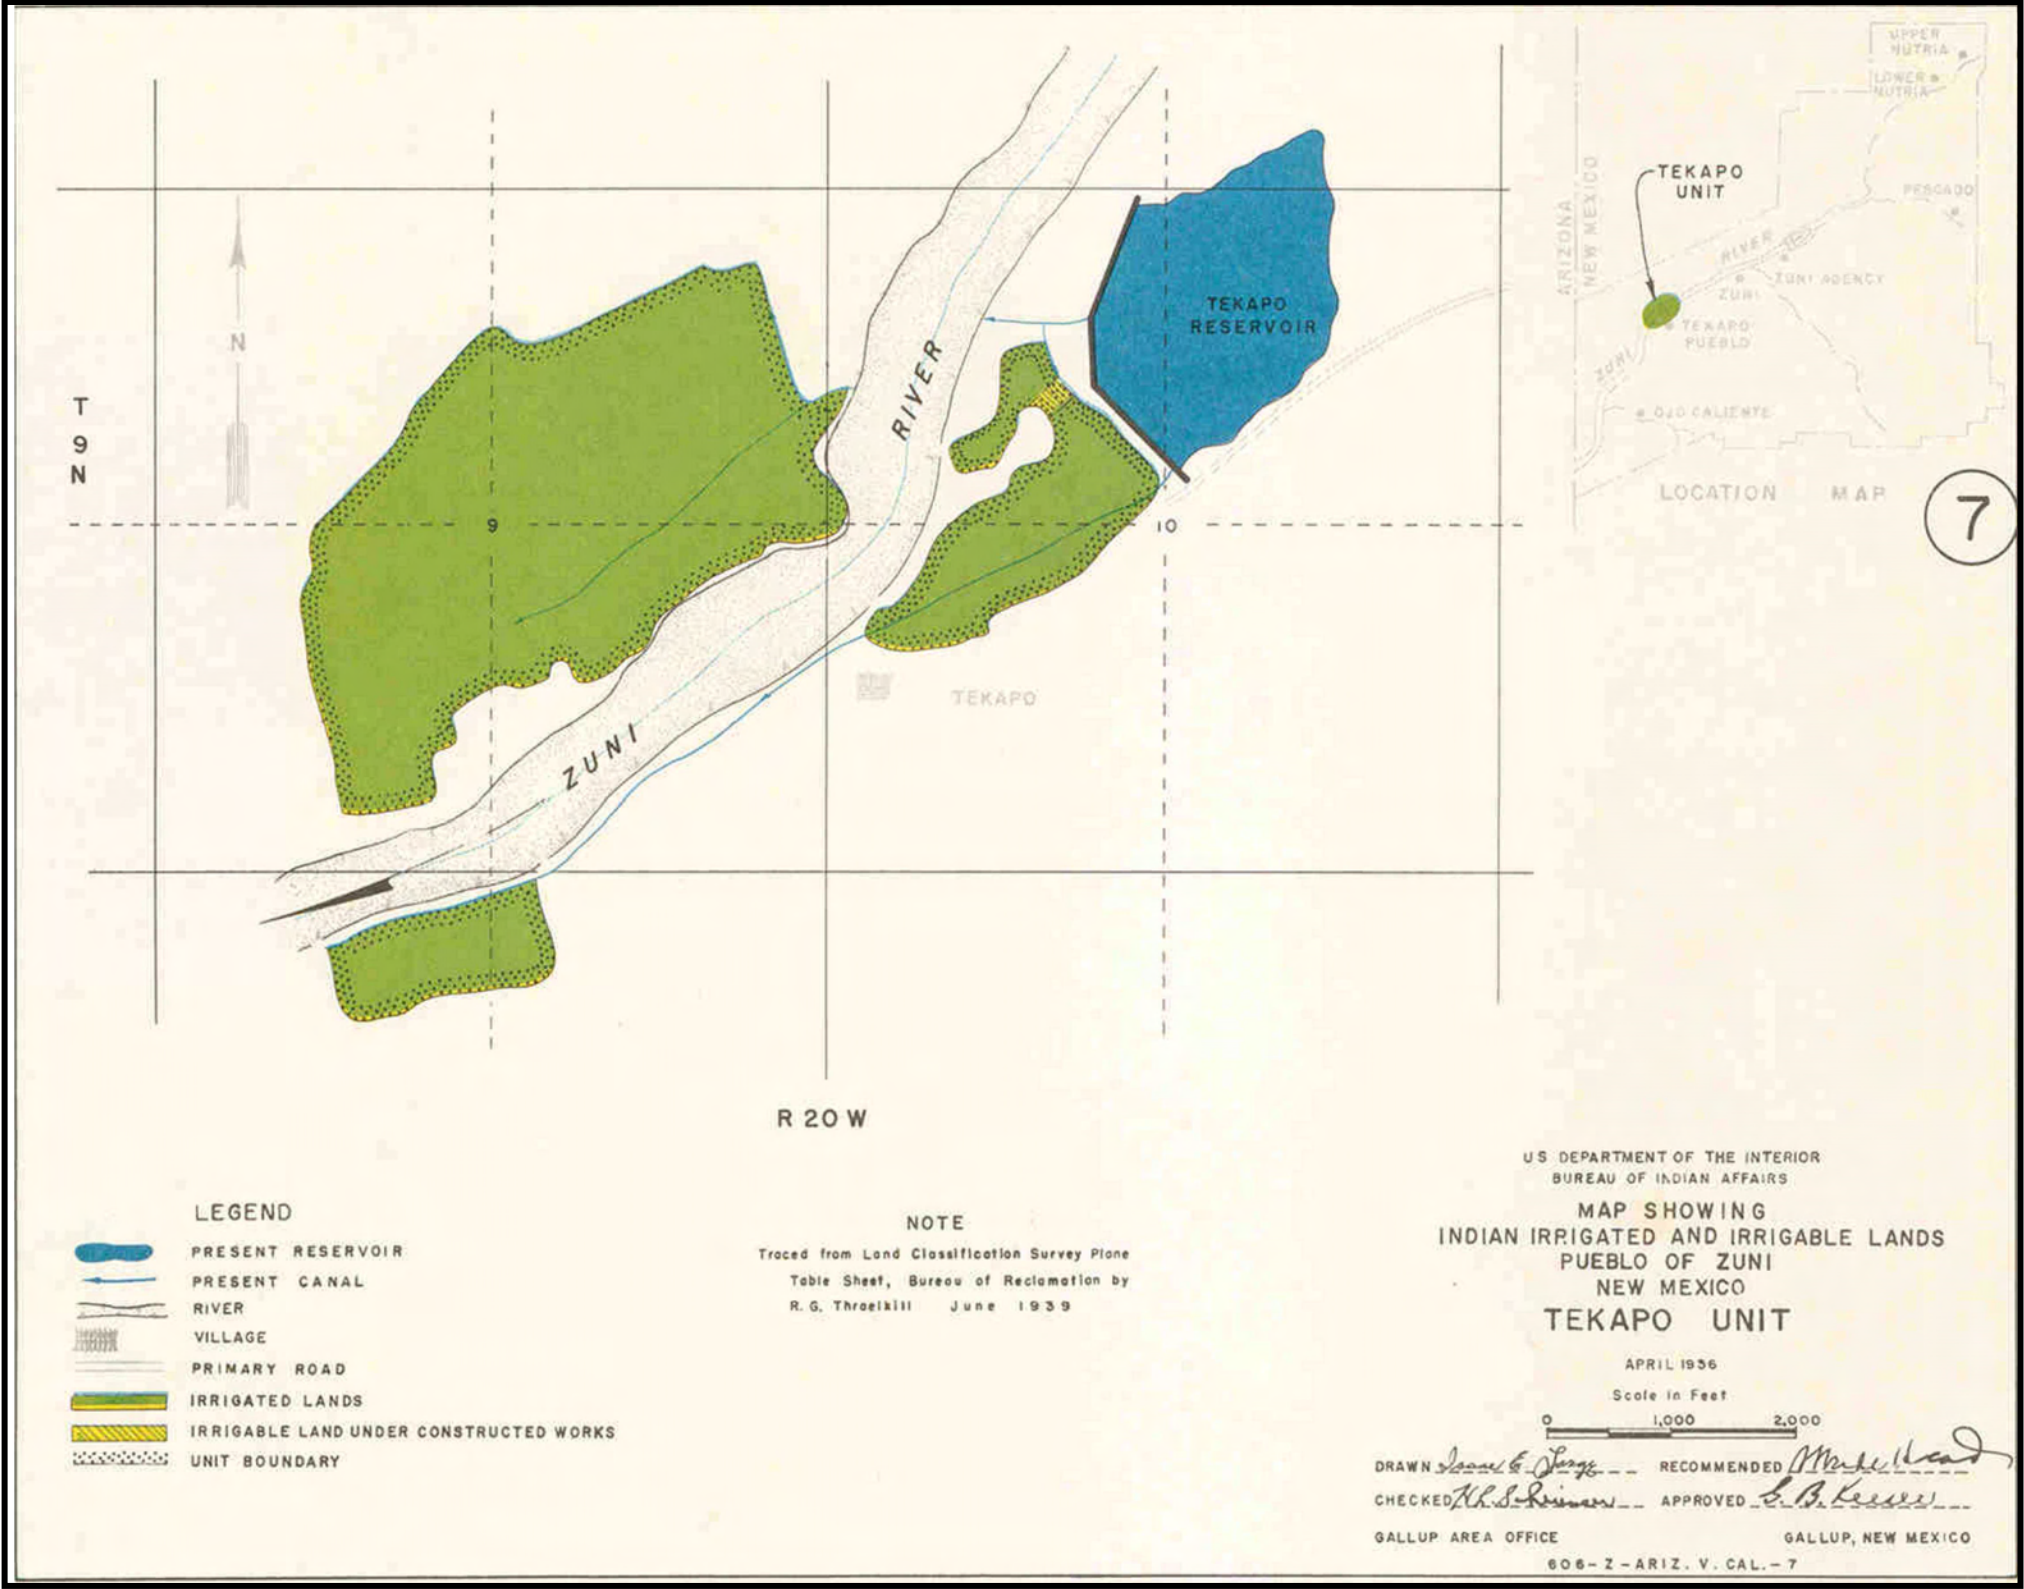 UPPER
NUTRIA
LOWER
NUTRIA
TEKAPO
UNIT
PESCADO
ARIZONA
NEW MEXICO
RIVER
ZUNI AGENCY
ZUNI
TEKAPO
PUEBLO
ZUNI
OJO CALIENTE
LOCATION MAP
7
N
TEKAPO
RESERVOIR
RIVER
T
9
N
9
10
TEKAPO
ZUNI
R 20 W
LEGEND
PRESENT RESERVOIR
PRESENT CANAL
RIVER
VILLAGE
PRIMARY ROAD
IRRIGATED LANDS
IRRIGABLE LAND UNDER CONSTRUCTED WORKS
UNIT BOUNDARY
NOTE
Traced from Land Classification Survey Plane
Table Sheet, Bureau of Reclamation by
R. G. Throelkill June 1939
US DEPARTMENT OF THE INTERIOR
BUREAU OF INDIAN AFFAIRS
MAP SHOWING
INDIAN IRRIGATED AND IRRIGABLE LANDS
PUEBLO OF ZUNI
NEW MEXICO
TEKAPO UNIT
APRIL 1956
Scale in Feet
0 1,000 2,000
DRAWN RECOMMENDED
CHECKED APPROVED G. B. Keesee
GALLUP AREA OFFICE GALLUP, NEW MEXICO
606-Z-ARIZ. V. CAL.-7